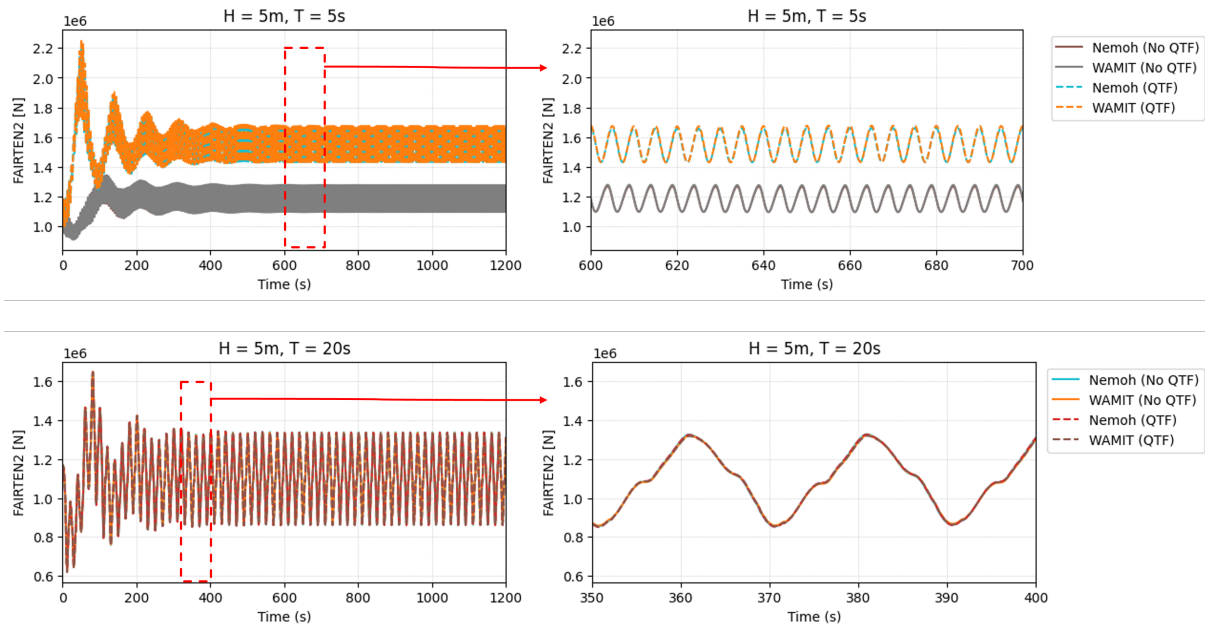 H = 5m, T = 5s
1e6
FAIRTEN2 [N]
2.2
2.0
1.8
1.6
1.4
1.2
1.0
0 200 400 600 800 1000 1200
Time (s)
H = 5m, T = 5s
1e6
FAIRTEN2 [N]
2.2
2.0
1.8
1.6
1.4
1.2
1.0
600 620 640 660 680 700
Time (s)
Nemoh (No QTF)
WAMIT (No QTF)
Nemoh (QTF)
WAMIT (QTF)
H = 5m, T = 20s
1e6
FAIRTEN2 [N]
1.6
1.4
1.2
1.0
0.8
0.6
0 200 400 600 800 1000 1200
Time (s)
H = 5m, T = 20s
1e6
FAIRTEN2 [N]
1.6
1.4
1.2
1.0
0.8
0.6
350 360 370 380 390 400
Time (s)
Nemoh (No QTF)
WAMIT (No QTF)
Nemoh (QTF)
WAMIT (QTF)